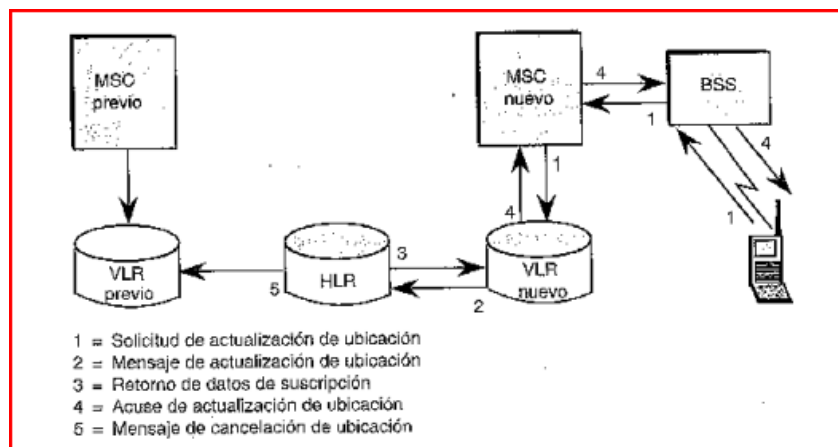 MSC
previo
MSC
nuevo
4
BSS
1
4
1
1
4
VLR
previo
5
HLR
3
2
VLR
nuevo
1 = Solicitud de actualización de ubicación
2 = Mensaje de actualización de ubicación
3 = Retorno de datos de suscripción
4 = Acuse de actualización de ubicación
5 = Mensaje de cancelación de ubicación